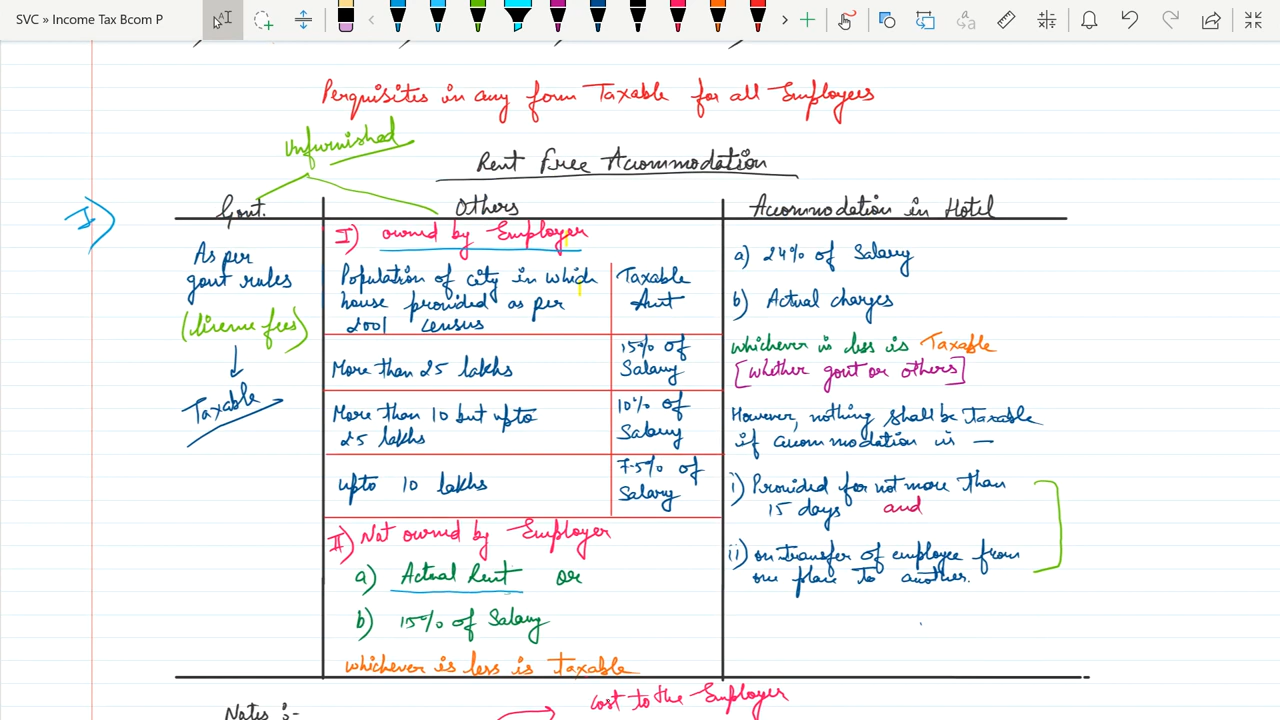 SVC » Income Tax Bcom P
Perquisites in any form Taxable for all Employees
Unfurnished
Rent Free Accommodation
I)
Govt.
As per
govt rules
(license fees)
Taxable
Others
I) owned by Employer
Population of city in which
house provided as per
2001 census
Taxable
Amt
More than 25 lakhs
15% of
Salary
More than 10 but upto
25 lakhs
10% of
Salary
upto 10 lakhs
7.5% of
Salary
II) Not owned by Employer
a) Actual Rent or
b) 15% of Salary
whichever is less is taxable
Accommodation in Hotel
a) 24% of Salary
b) Actual charges
whichever is less is Taxable
[whether govt or others]
However, nothing shall be taxable
if accommodation is —
i) Provided for not more than
15 days and
ii) on transfer of employee from
one place to another.
Notes :-
cost to the Employer